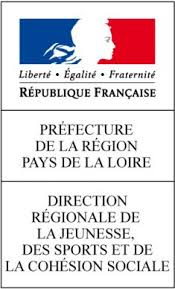 Liberté • Égalité • Fraternité
RÉPUBLIQUE FRANÇAISE
PRÉFECTURE
DE LA RÉGION
PAYS DE LA LOIRE
DIRECTION
RÉGIONALE DE
LA JEUNESSE,
DES SPORTS ET DE
LA COHÉSION SOCIALE